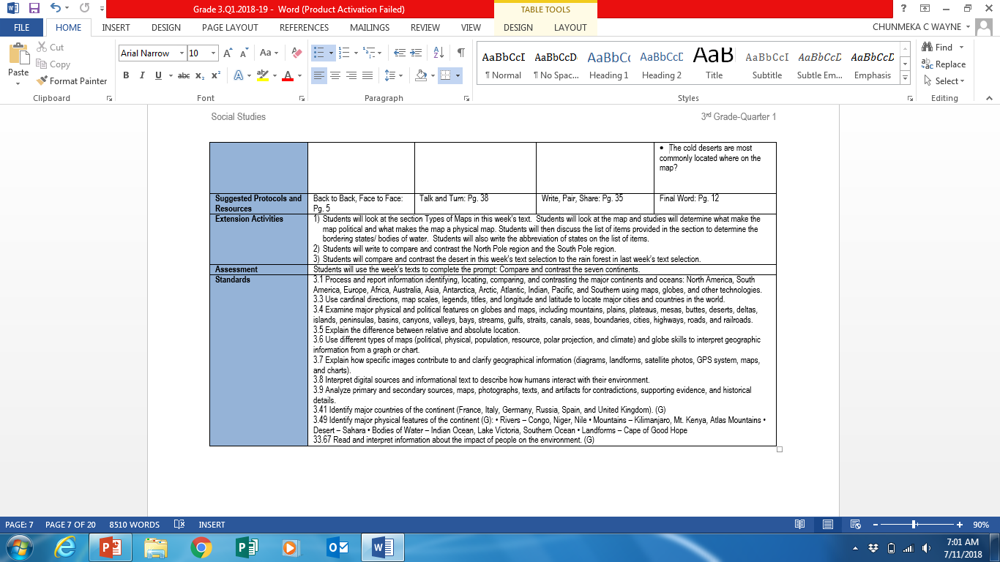 Grade 3.Q1.2018-19 - Word (Product Activation Failed)
TABLE TOOLS
?
FILE HOME INSERT DESIGN PAGE LAYOUT REFERENCES MAILINGS REVIEW VIEW DESIGN LAYOUT
CHUNMEKA C WAYNE
Paste
Cut
Copy
Format Painter
Clipboard
Arial Narrow 10
Aa
B I U abc x2 x2 A ab A
Font
Paragraph
AaBbCcI AaBbCcD AaBbCc AaBbCcD AaB AaBbCcI AaBbCcD AaBbCcD
¶ Normal ¶ No Spac... Heading 1 Heading 2 Title Subtitle Subtle Em... Emphasis
Styles
Find
Replace
Select
Editing
Social Studies
3rd Grade-Quarter 1
• The cold deserts are most
commonly located where on the
map?
Suggested Protocols and
Resources
Back to Back, Face to Face:
Pg. 5
Talk and Turn: Pg. 38
Write, Pair, Share: Pg. 35
Final Word: Pg. 12
Extension Activities
1) Students will look at the section Types of Maps in this week's text. Students will look at the map and studies will determine what make the
map political and what makes the map a physical map. Students will then discuss the list of items provided in the section to determine the
bordering states/ bodies of water. Students will also write the abbreviation of states on the list of items.
2) Students will write to compare and contrast the North Pole region and the South Pole region.
3) Students will compare and contrast the desert in this week's text selection to the rain forest in last week's text selection.
Assessment
Students will use the week's texts to complete the prompt: Compare and contrast the seven continents.
Standards
3.1 Process and report information identifying, locating, comparing, and contrasting the major continents and oceans: North America, South
America, Europe, Africa, Australia, Asia, Antarctica, Arctic, Atlantic, Indian, Pacific, and Southern using maps, globes, and other technologies.
3.3 Use cardinal directions, map scales, legends, titles, and longitude and latitude to locate major cities and countries in the world.
3.4 Examine major physical and political features on globes and maps, including mountains, plains, plateaus, mesas, buttes, deserts, deltas,
islands, peninsulas, basins, canyons, valleys, bays, streams, gulfs, straits, canals, seas, boundaries, cities, highways, roads, and railroads.
3.5 Explain the difference between relative and absolute location.
3.6 Use different types of maps (political, physical, population, resource, polar projection, and climate) and globe skills to interpret geographic
information from a graph or chart.
3.7 Explain how specific images contribute to and clarify geographical information (diagrams, landforms, satellite photos, GPS system, maps,
and charts).
3.8 Interpret digital sources and informational text to describe how humans interact with their environment.
3.9 Analyze primary and secondary sources, maps, photographs, texts, and artifacts for contradictions, supporting evidence, and historical
details.
3.41 Identify major countries of the continent (France, Italy, Germany, Russia, Spain, and United Kingdom). (G)
3.49 Identify major physical features of the continent (G): • Rivers – Congo, Niger, Nile • Mountains – Kilimanjaro, Mt. Kenya, Atlas Mountains •
Desert – Sahara • Bodies of Water – Indian Ocean, Lake Victoria, Southern Ocean • Landforms – Cape of Good Hope
33.67 Read and interpret information about the impact of people on the environment. (G)
PAGE: 7 PAGE 7 OF 20 8510 WORDS INSERT
90%
7:01 AM
7/11/2018